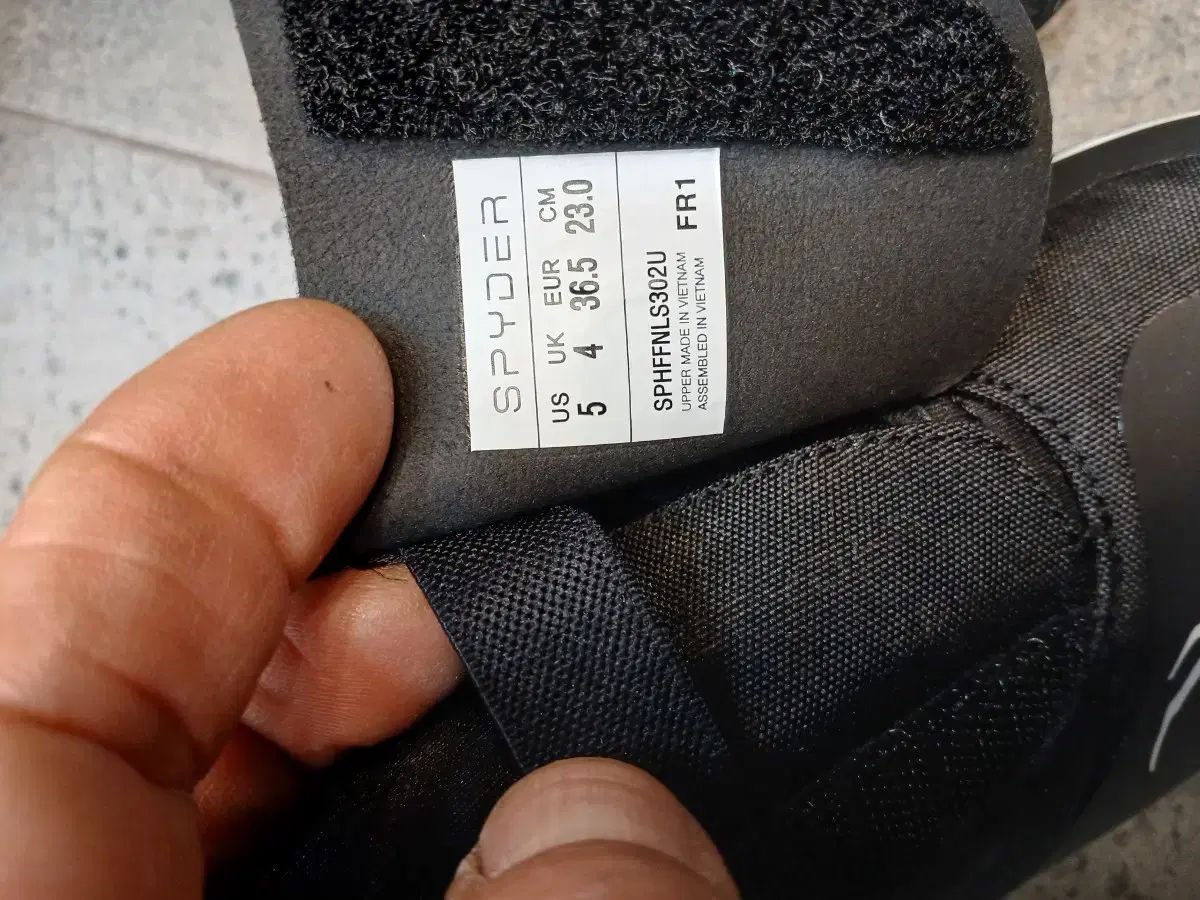 SPYDER
US UK EUR CM
5 4 36.5 23.0
SPHFFNLS302U
UPPER MADE IN VIETNAM
ASSEMBLED IN VIETNAM
FR1